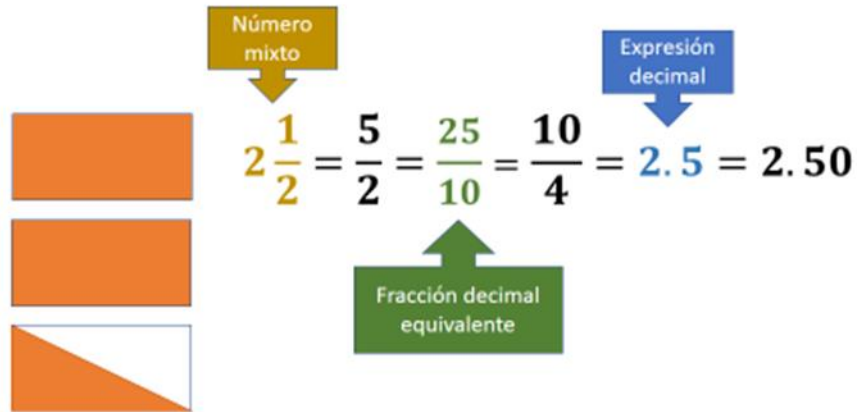 Número
mixto
Expresión
decimal
2 1/2 = 5/2 = 25/10 = 10/4 = 2.5 = 2.50
Fracción decimal
equivalente